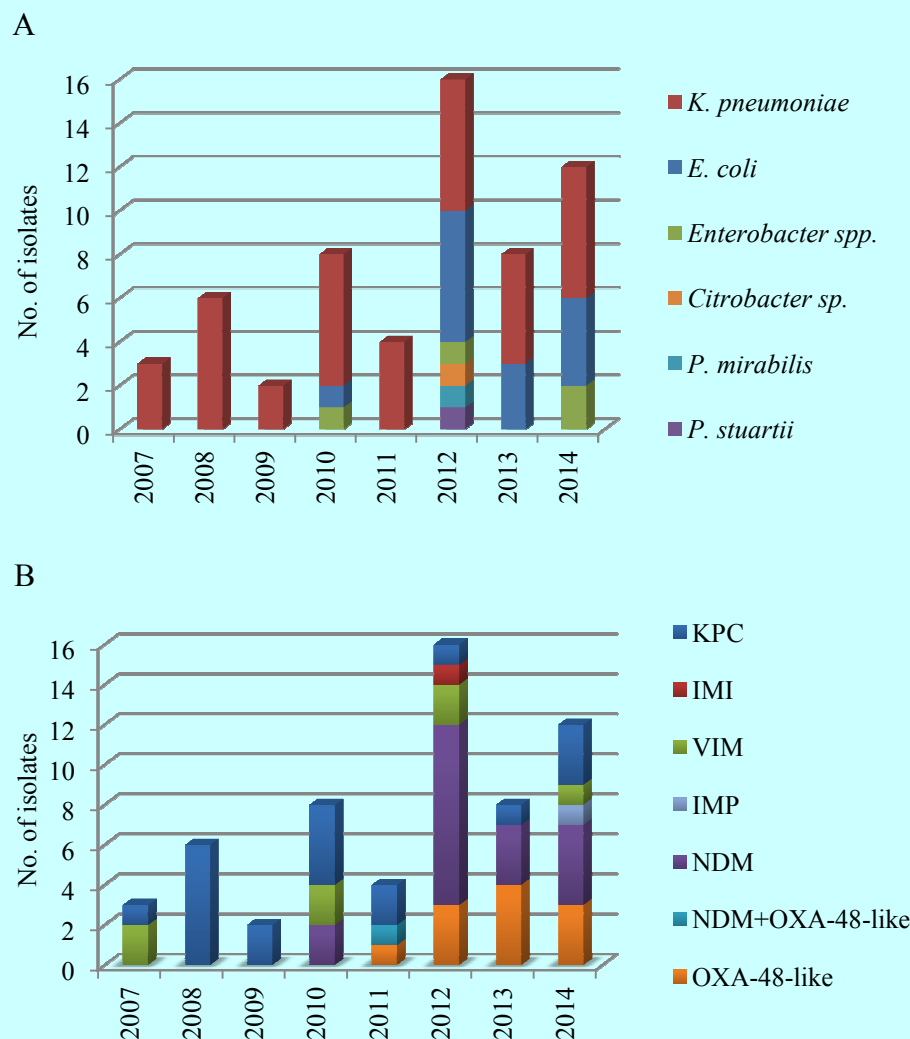 A
No. of isolates
16
14
12
10
8
6
4
2
0
2007
2008
2009
2010
2011
2012
2013
2014
K. pneumoniae
E. coli
Enterobacter spp.
Citrobacter sp.
P. mirabilis
P. stuartii
B
No. of isolates
16
14
12
10
8
6
4
2
0
2007
2008
2009
2010
2011
2012
2013
2014
KPC
IMI
VIM
IMP
NDM
NDM+OXA-48-like
OXA-48-like